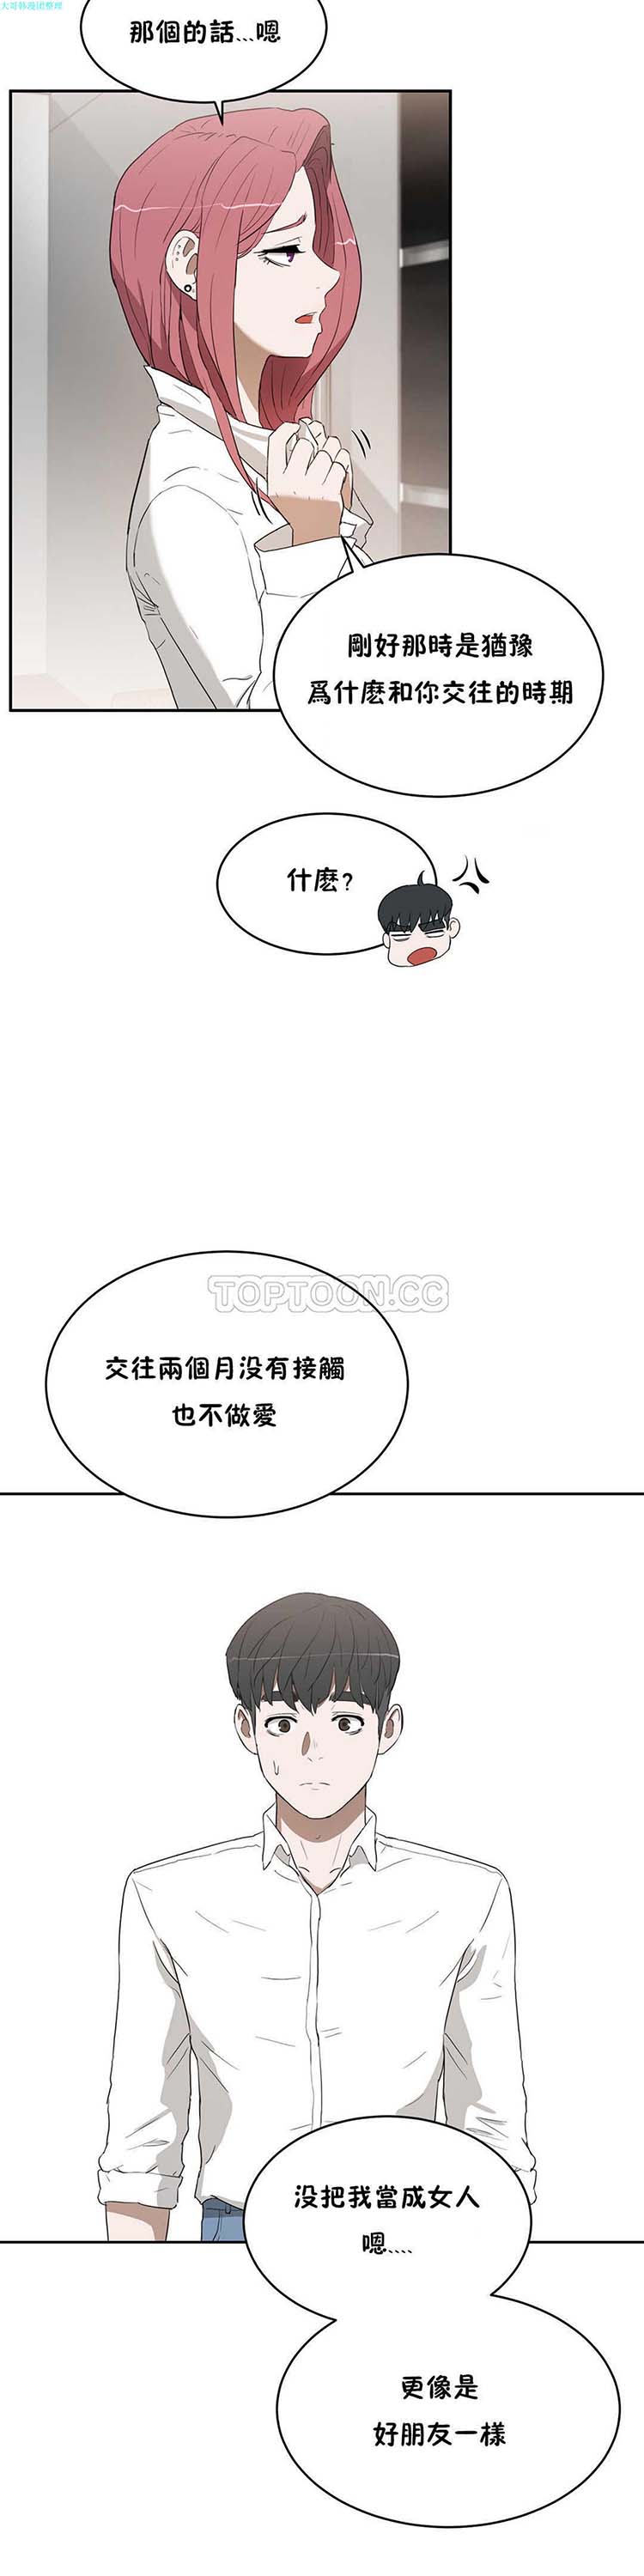 大哥韩漫团整理
那個的話...嗯
剛好那時是猶豫
爲什麽和你交往的時期
什麽?
TOPTOON.CC
交往兩個月没有接觸
也不做愛
没把我當成女人
嗯....
更像是
好朋友一樣